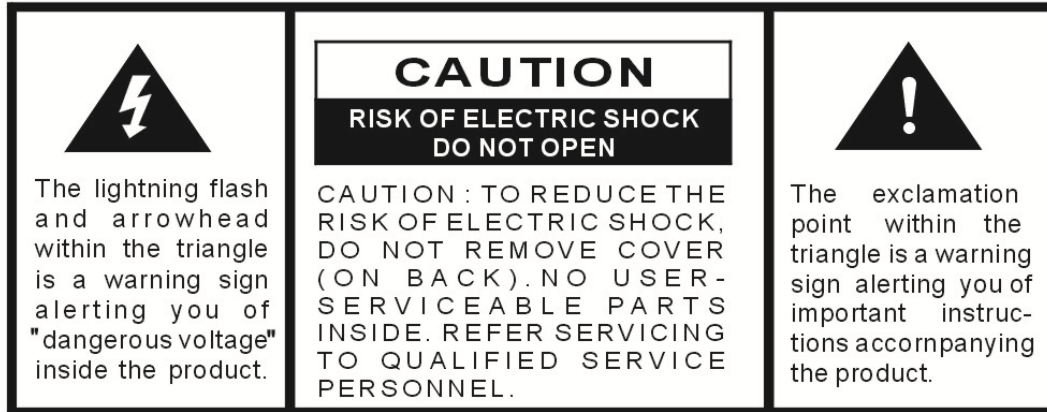 The lightning flash
and arrowhead
within the triangle
is a warning sign
alerting you of
"dangerous voltage"
inside the product.
CAUTION
RISK OF ELECTRIC SHOCK
DO NOT OPEN
CAUTION : TO REDUCE THE
RISK OF ELECTRIC SHOCK,
DO NOT REMOVE COVER
(ON BACK). NO USER-
SERVICEABLE PARTS
INSIDE. REFER SERVICING
TO QUALIFIED SERVICE
PERSONNEL.
The exclamation
point within the
triangle is a warning
sign alerting you of
important instruc-
tions accornpanying
the product.